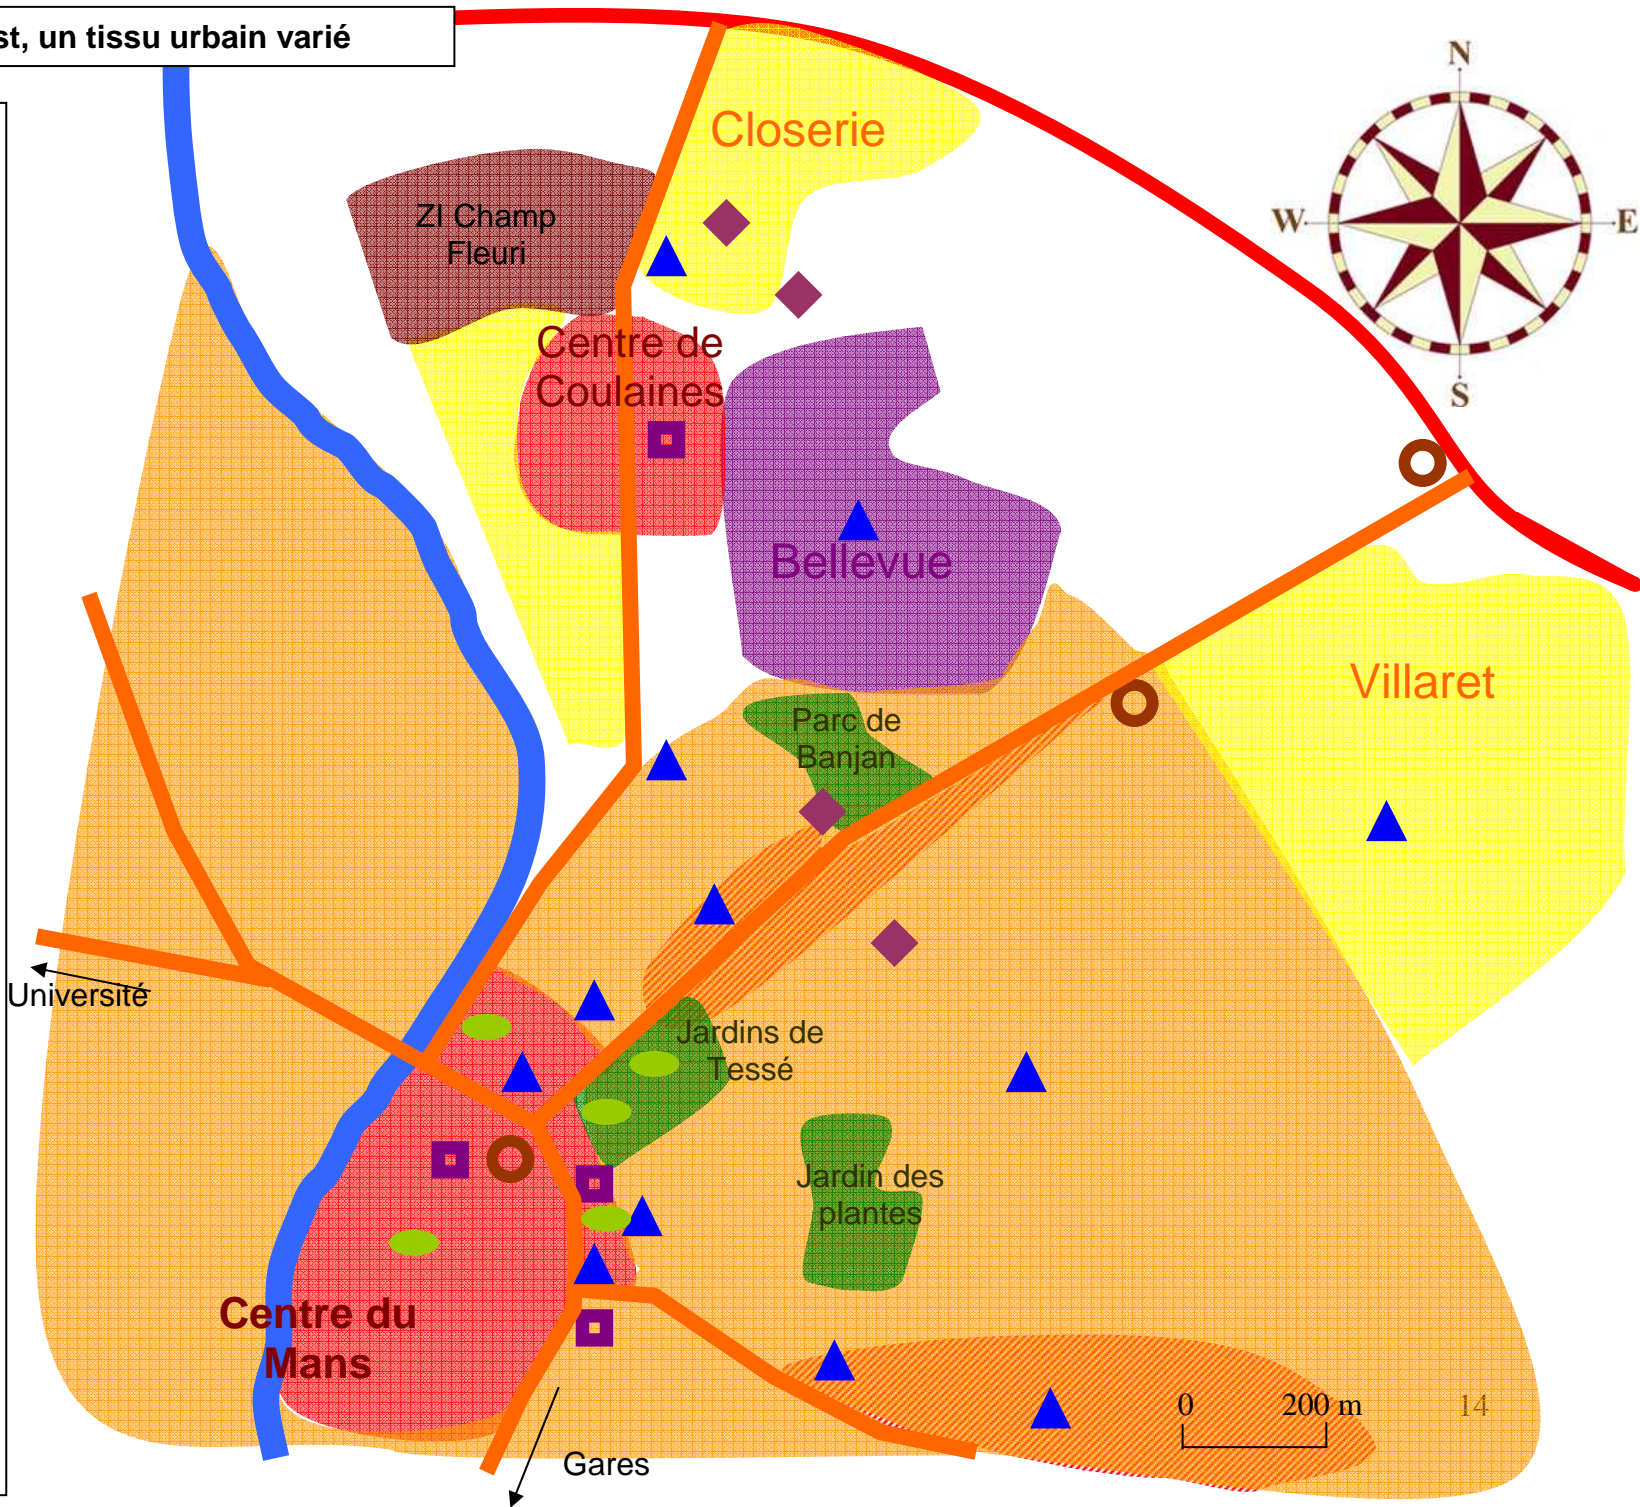 st, un tissu urbain varié
N
Closerie
W
E
ZI Champ
Fleuri
Centre de
Coulaines
S
Bellevue
Villaret
Parc de
Banjan
Université
Jardins de
Tessé
Jardin des
plantes
Centre du
Mans
0 200 m 14
Gares